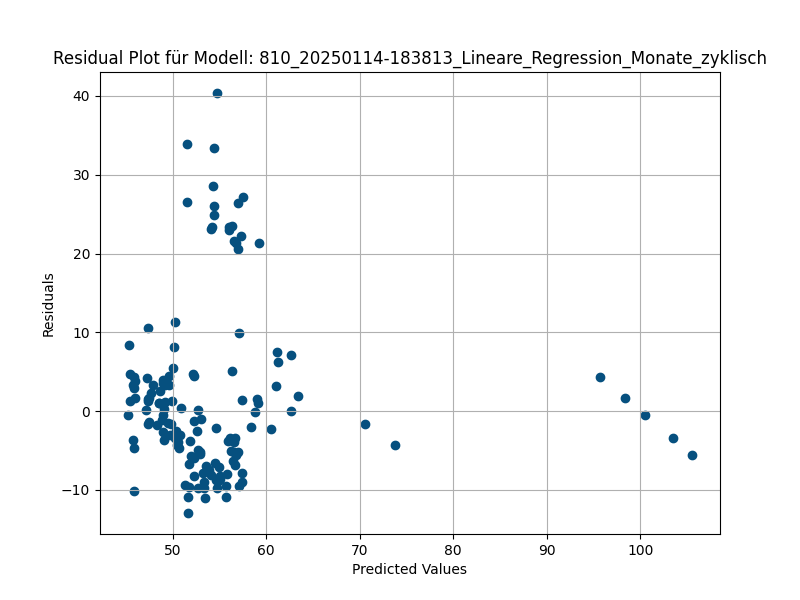 Residual Plot für Modell: 810_20250114-183813_Lineare_Regression_Monate_zyklisch
40
30
20
10
0
−10
Residuals
50 60 70 80 90 100
Predicted Values